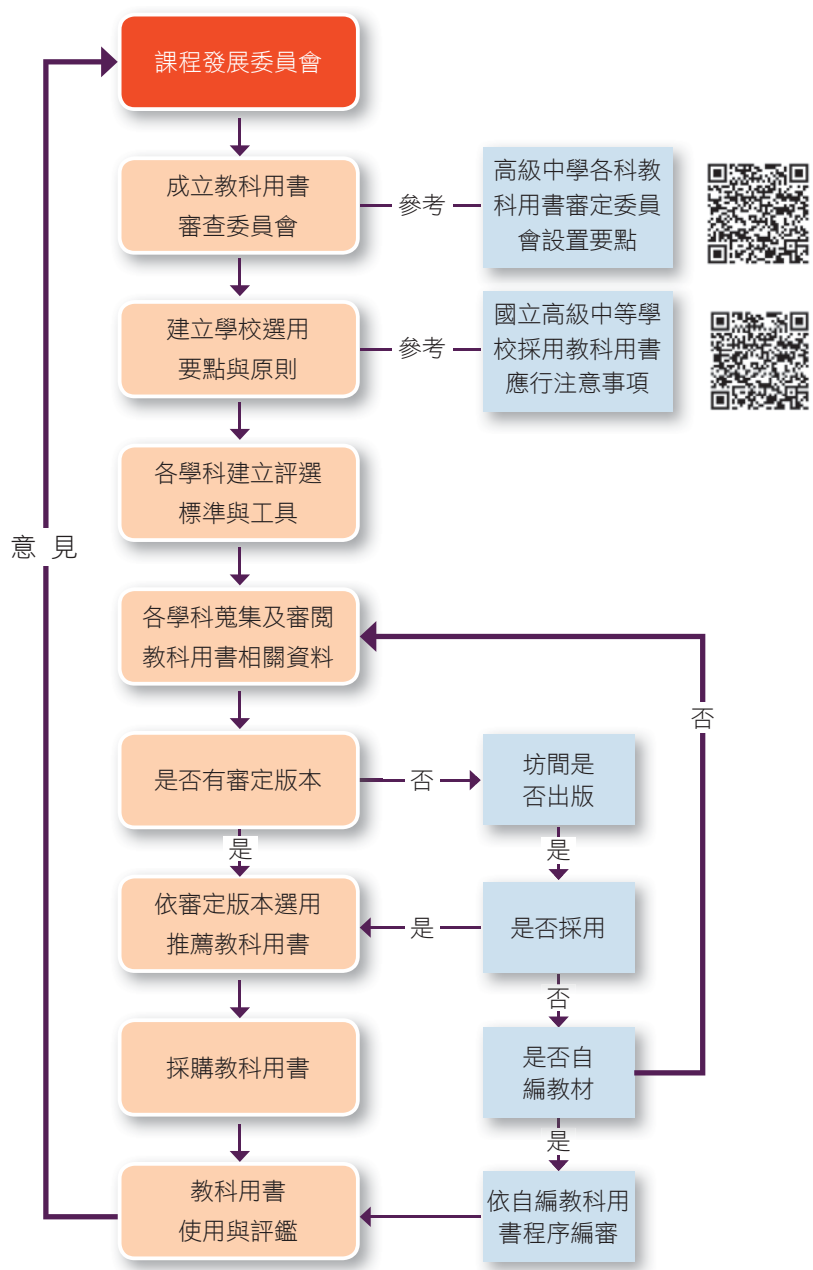 課程發展委員會
成立教科用書
審查委員會
參考
高級中學各科教
科用書審定委員
會設置要點
建立學校選用
要點與原則
參考
國立高級中等學
校採用教科用書
應行注意事項
各學科建立評選
標準與工具
意見
各學科蒐集及審閱
教科用書相關資料
否
是否有審定版本
否
坊間是
否出版
是
是
依審定版本選用
推薦教科用書
是
是否採用
否
採購教科用書
是否自
編教材
是
教科用書
使用與評鑑
依自編教科用
書程序編審